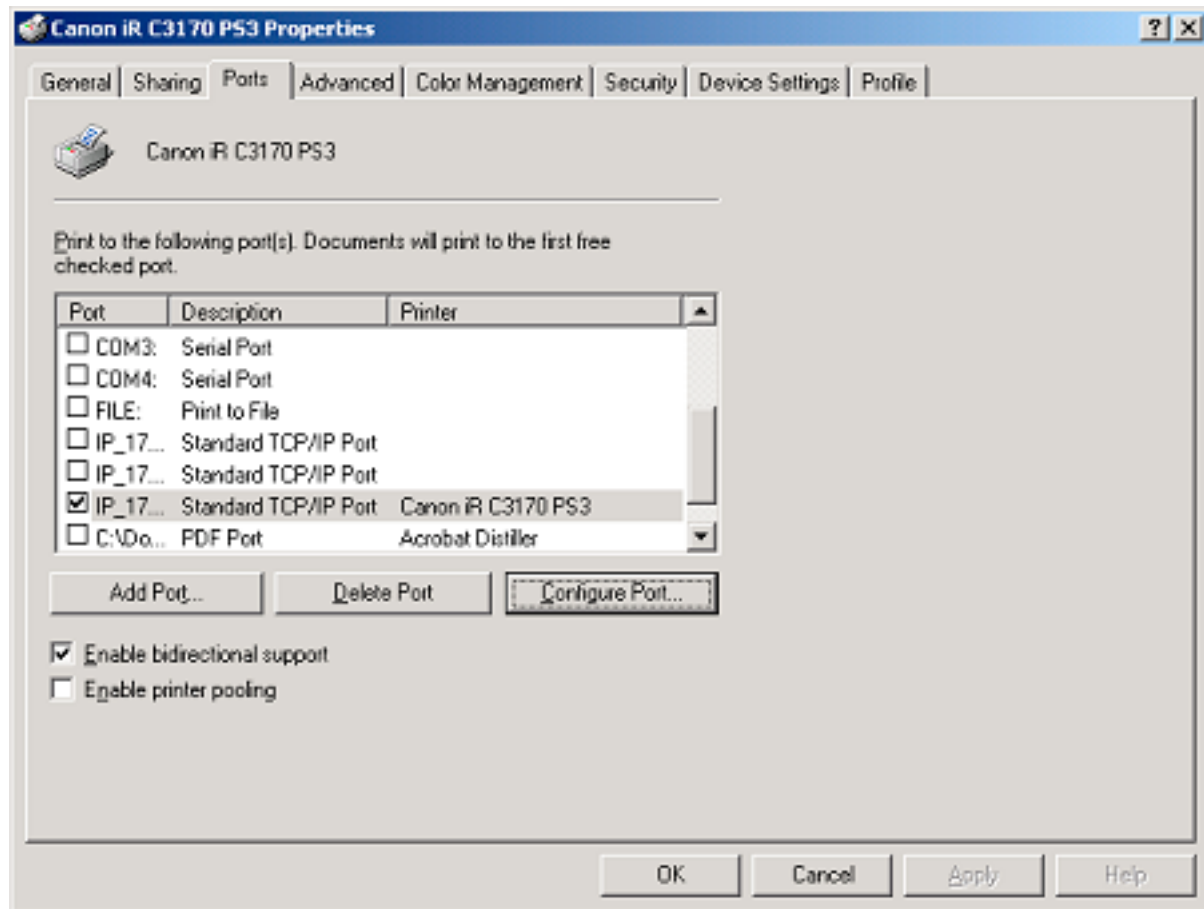 Canon iR C3170 PS3 Properties
General Sharing Ports Advanced Color Management Security Device Settings Profile
Canon iR C3170 PS3
Print to the following port(s). Documents will print to the first free
checked port.
Port Description Printer
COM3: Serial Port
COM4: Serial Port
FILE: Print to File
IP_17... Standard TCP/IP Port
IP_17... Standard TCP/IP Port
IP_17... Standard TCP/IP Port Canon iR C3170 PS3
C:\Do... PDF Port Acrobat Distiller
Add Port... Delete Port Configure Port...
Enable bidirectional support
Enable printer pooling
OK Cancel Apply Help